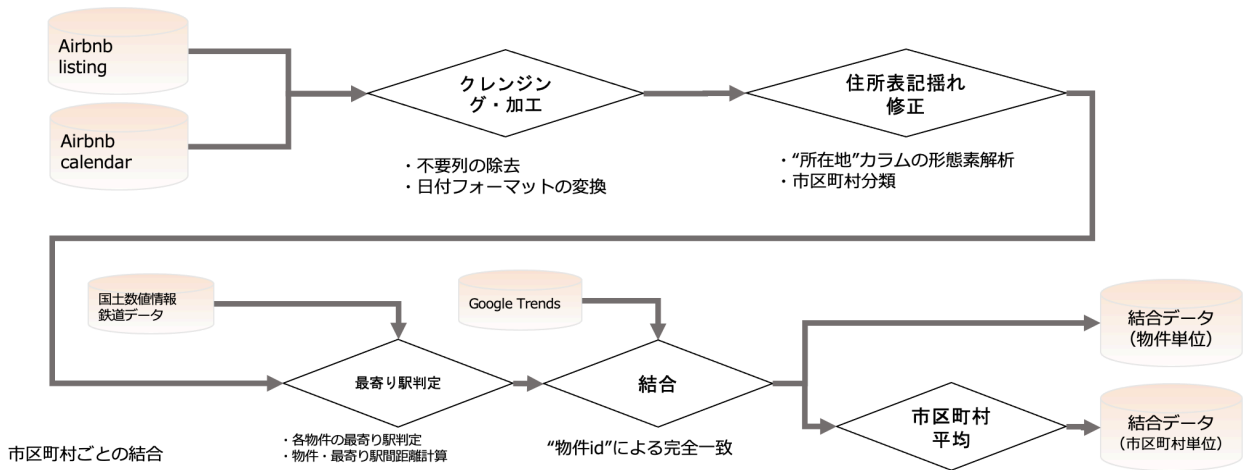 Airbnb
listing
Airbnb
calendar
クレンジン
グ・加工
・不要列の除去
・日付フォーマットの変換
住所表記揺れ
修正
・“所在地”カラムの形態素解析
・市区町村分類
国土数値情報
鉄道データ
Google Trends
最寄り駅判定
・各物件の最寄り駅判定
・物件・最寄り駅間距離計算
結合
“物件id”による完全一致
結合データ
（物件単位）
市区町村
平均
結合データ
（市区町村単位）
市区町村ごとの結合